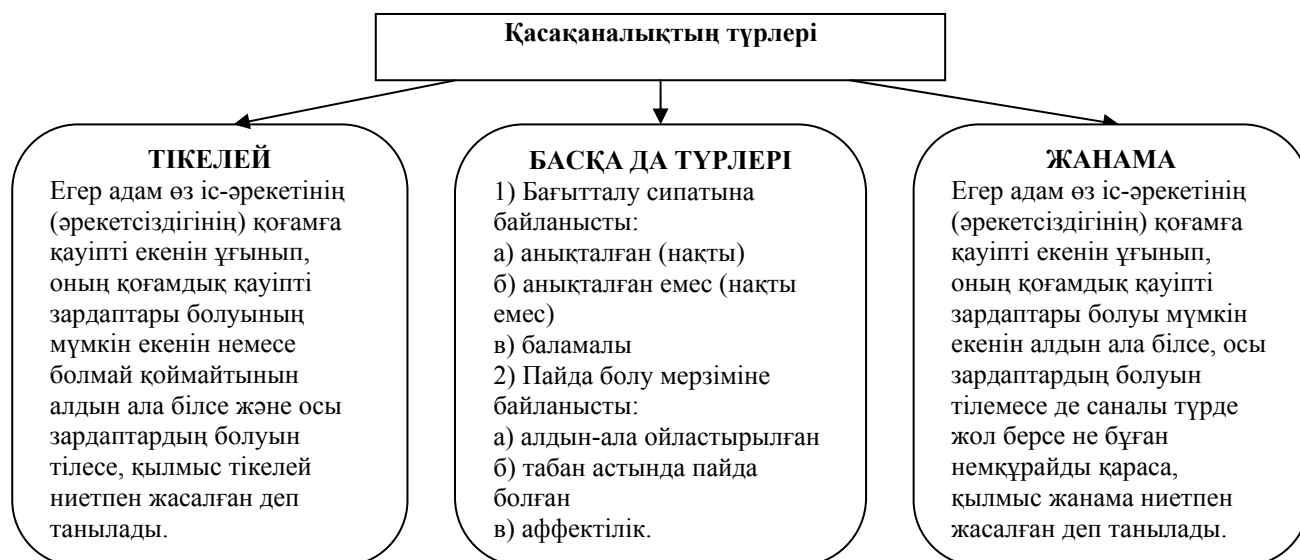 Қасақаналықтың түрлері
ТІКЕЛЕЙ
Егер адам өз іс-әрекетінің
(әрекетсіздігінің) қоғамға
қауіпті екенін ұғынып,
оның қоғамдық қауіпті
зардаптары болуының
мүмкін екенін немесе
болмай қоймайтынын
алдын ала білсе және осы
зардаптардың болуын
тілесе, қылмыс тікелей
ниетпен жасалған деп
танылады.
БАСҚА ДА ТҮРЛЕРІ
1) Бағытталу сипатына
байланысты:
а) анықталған (нақты)
б) анықталған емес (нақты
емес)
в) баламалы
2) Пайда болу мерзіміне
байланысты:
а) алдын-ала ойластырылған
б) табан астында пайда
болған
в) аффектілік.
ЖАНАМА
Егер адам өз іс-әрекетінің
(әрекетсіздігінің) қоғамға
қауіпті екенін ұғынып,
оның қоғамдық қауіпті
зардаптары болуы мүмкін
екенін алдын ала білсе, осы
зардаптардың болуын
тілемесе де саналы түрде
жол берсе не бұған
немқұрайды қараса,
қылмыс жанама ниетпен
жасалған деп танылады.